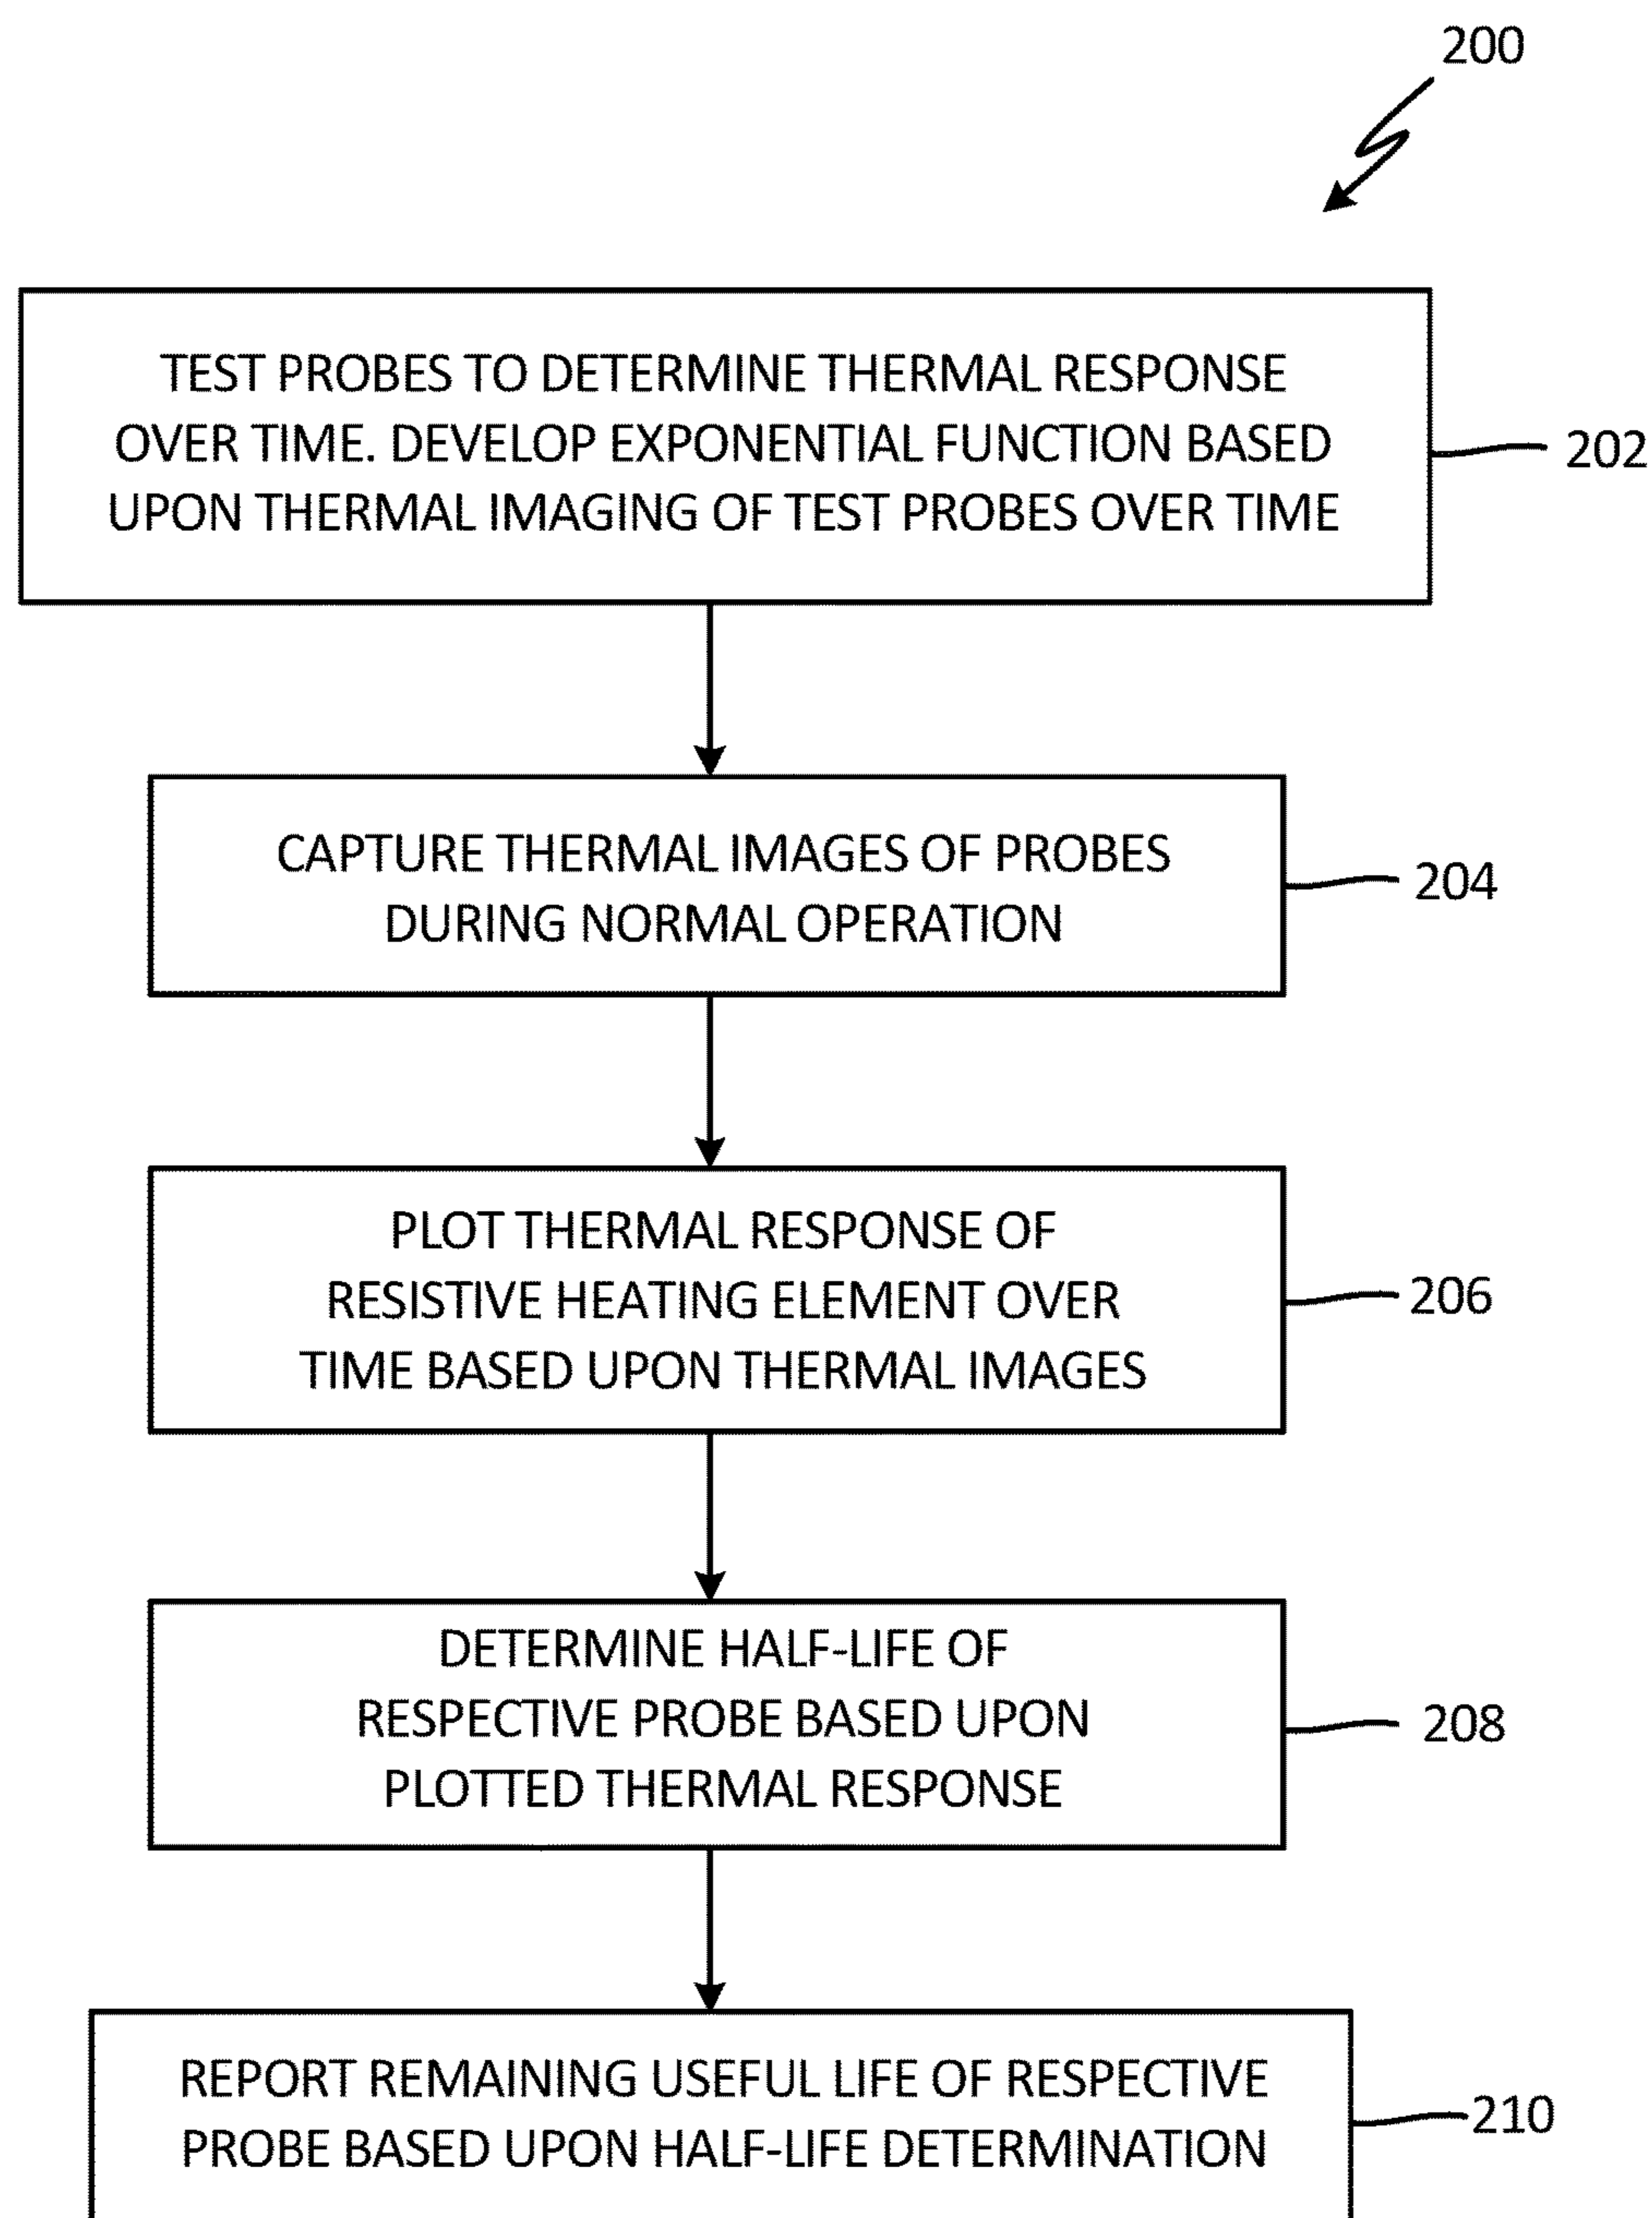 200
TEST PROBES TO DETERMINE THERMAL RESPONSE
OVER TIME. DEVELOP EXPONENTIAL FUNCTION BASED
UPON THERMAL IMAGING OF TEST PROBES OVER TIME
202
CAPTURE THERMAL IMAGES OF PROBES
DURING NORMAL OPERATION
204
PLOT THERMAL RESPONSE OF
RESISTIVE HEATING ELEMENT OVER
TIME BASED UPON THERMAL IMAGES
206
DETERMINE HALF-LIFE OF
RESPECTIVE PROBE BASED UPON
PLOTTED THERMAL RESPONSE
208
REPORT REMAINING USEFUL LIFE OF RESPECTIVE
PROBE BASED UPON HALF-LIFE DETERMINATION
210